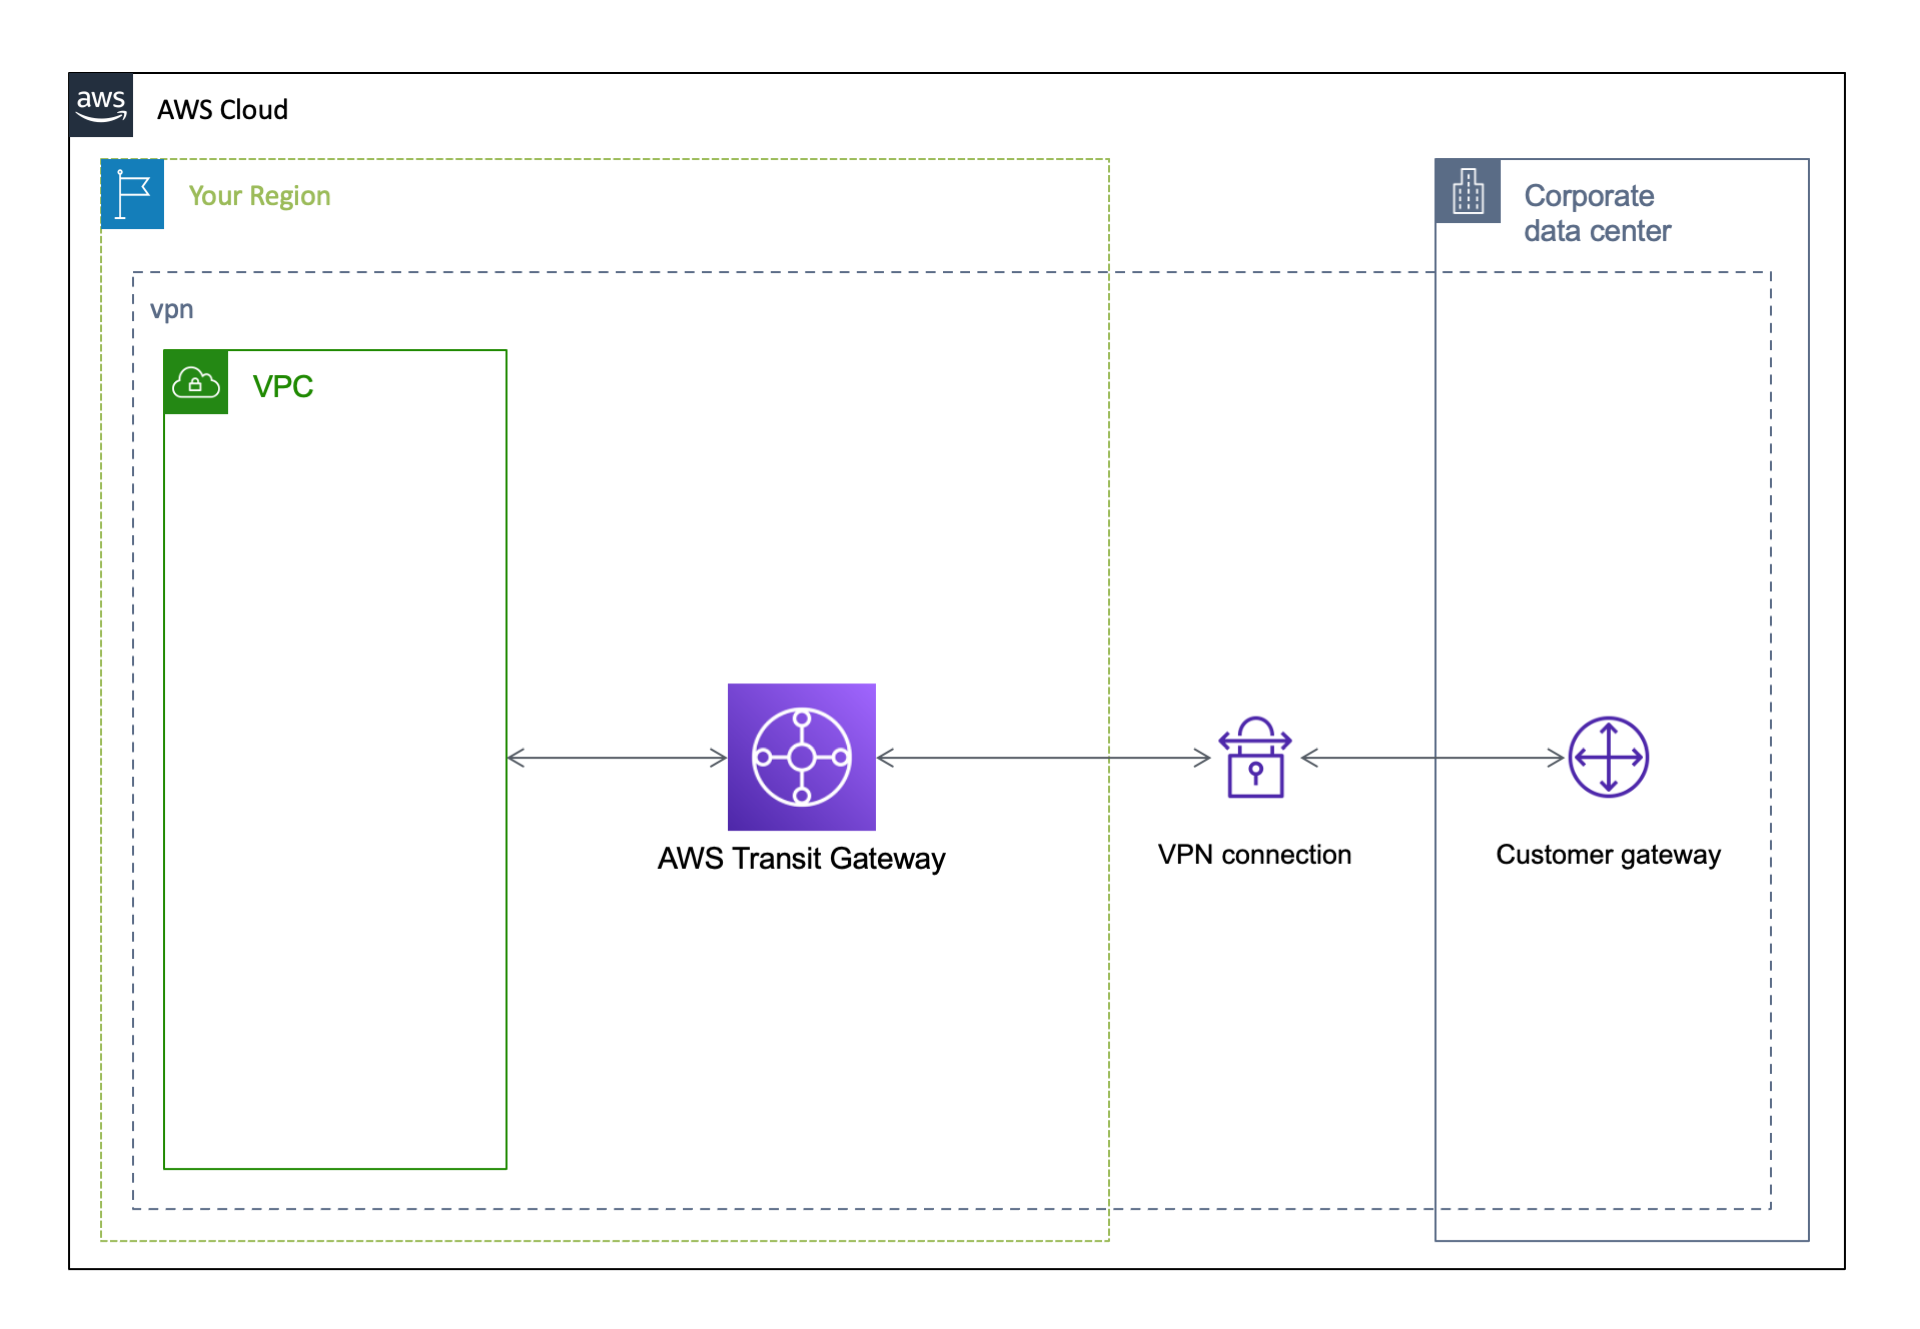 aws
AWS Cloud
Your Region
Corporate
data center
vpn
VPC
AWS Transit Gateway
VPN connection
Customer gateway